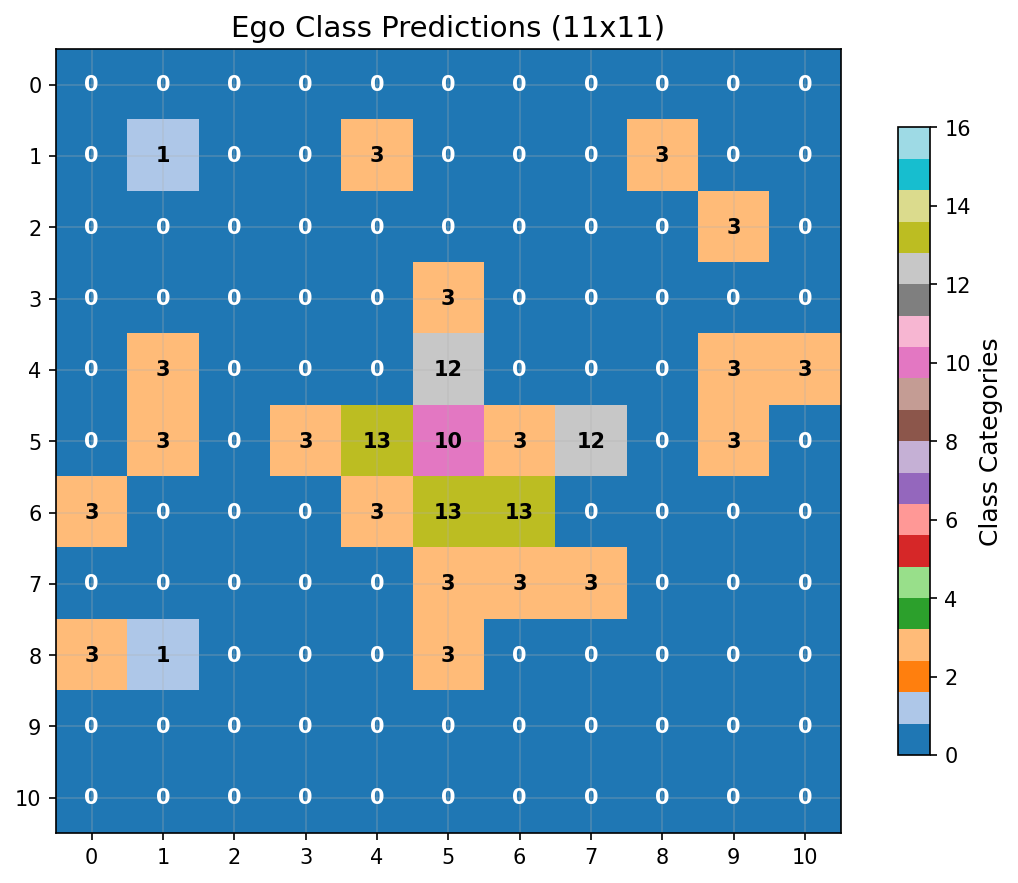 Ego Class Predictions (11x11)
0 0 0 0 0 0 0 0 0 0 0 0
1 0 1 0 0 3 0 0 0 3 0 0
2 0 0 0 0 0 0 0 0 0 3 0
3 0 0 0 0 0 3 0 0 0 0 0
4 0 3 0 0 0 12 0 0 0 3 3
5 0 3 0 3 13 10 3 12 0 3 0
6 3 0 0 0 3 13 13 0 0 0 0
7 0 0 0 0 0 3 3 3 0 0 0
8 3 1 0 0 0 3 0 0 0 0 0
9 0 0 0 0 0 0 0 0 0 0 0
10 0 0 0 0 0 0 0 0 0 0 0
0 1 2 3 4 5 6 7 8 9 10
16
14
12
10
8
6
4
2
0
Class Categories